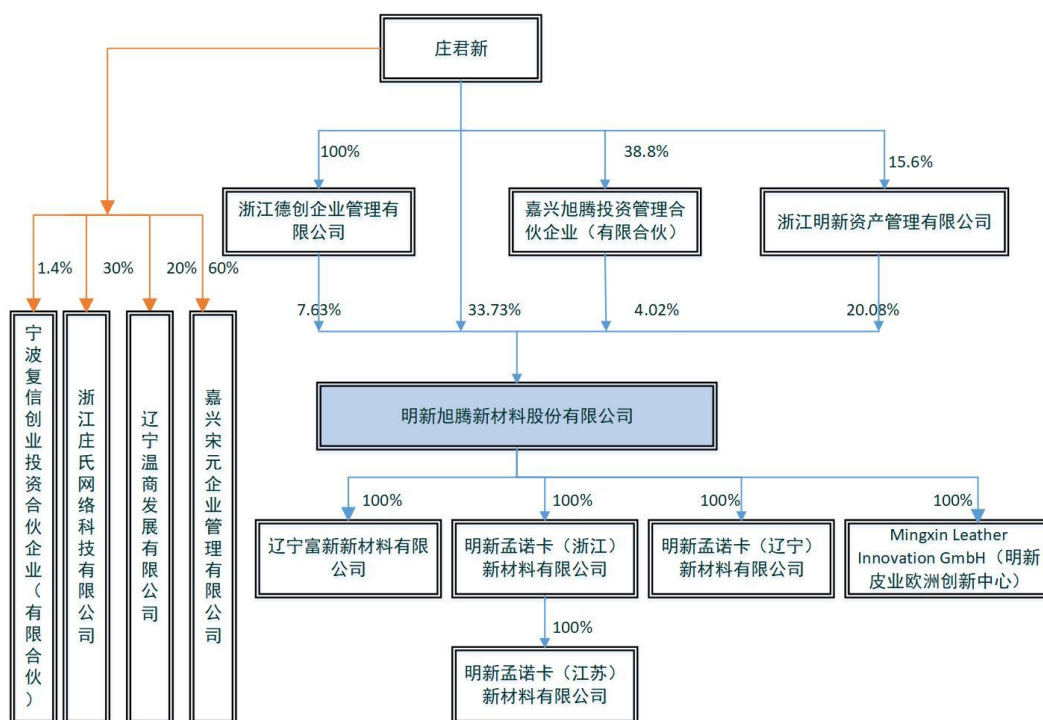 庄君新
100%
38.8%
15.6%
浙江德创企业管理有
限公司
嘉兴旭腾投资管理合
伙企业（有限合伙）
浙江明新资产管理有限公司
1.4%
30%
20%
60%
7.63%
33.73%
4.02%
20.08%
宁波复信创业投资合伙企业（有限合伙）
浙江庄氏网络科技有限公司
辽宁温商发展有限公司
嘉兴宋元企业管理有限公司
明新旭腾新材料股份有限公司
100%
100%
100%
100%
辽宁富新新材料有限
公司
明新孟诺卡（浙江）
新材料有限公司
明新孟诺卡（辽宁）
新材料有限公司
Mingxin Leather
Innovation GmbH（明新
皮业欧洲创新中心）
100%
明新孟诺卡（江苏）
新材料有限公司